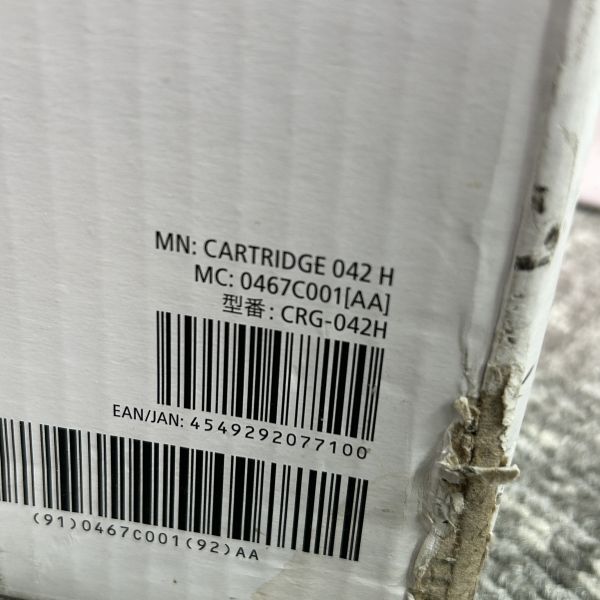 MN: CARTRIDGE 042 H
MC: 0467C001[AA]
型番: CRG-042H
EAN/JAN: 4549292077100
(91)0467C001(92)AA